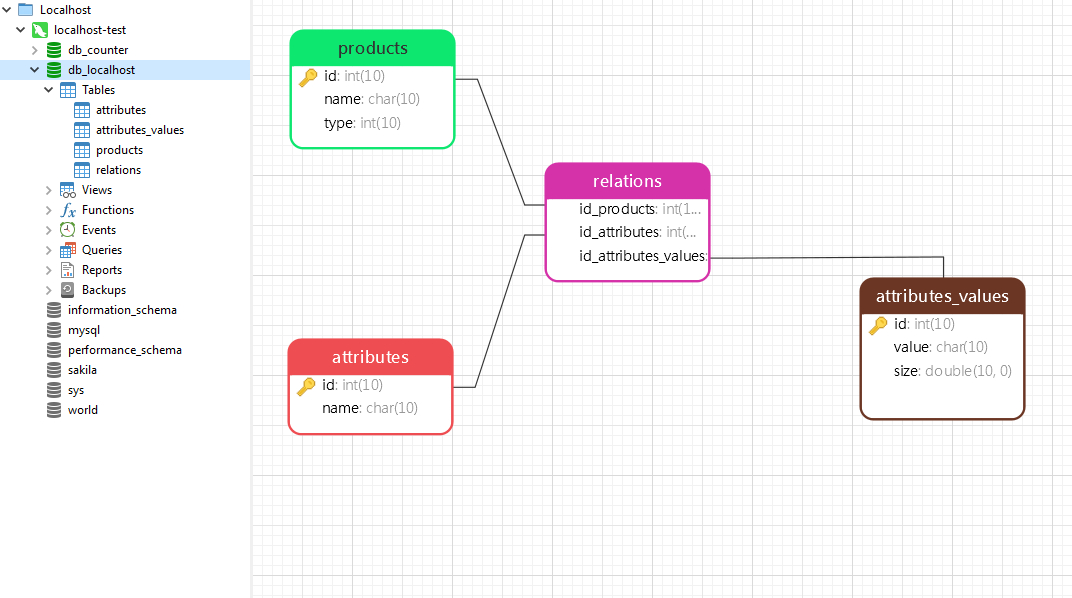 Localhost
localhost-test
db_counter
db_localhost
Tables
attributes
attributes_values
products
relations
Views
Functions
Events
Queries
Reports
Backups
information_schema
mysql
performance_schema
sakila
sys
world
products
id: int(10)
name: char(10)
type: int(10)
relations
id_products: int(1...
id_attributes: int(...
id_attributes_values:
attributes_values
id: int(10)
value: char(10)
size: double(10, 0)
attributes
id: int(10)
name: char(10)